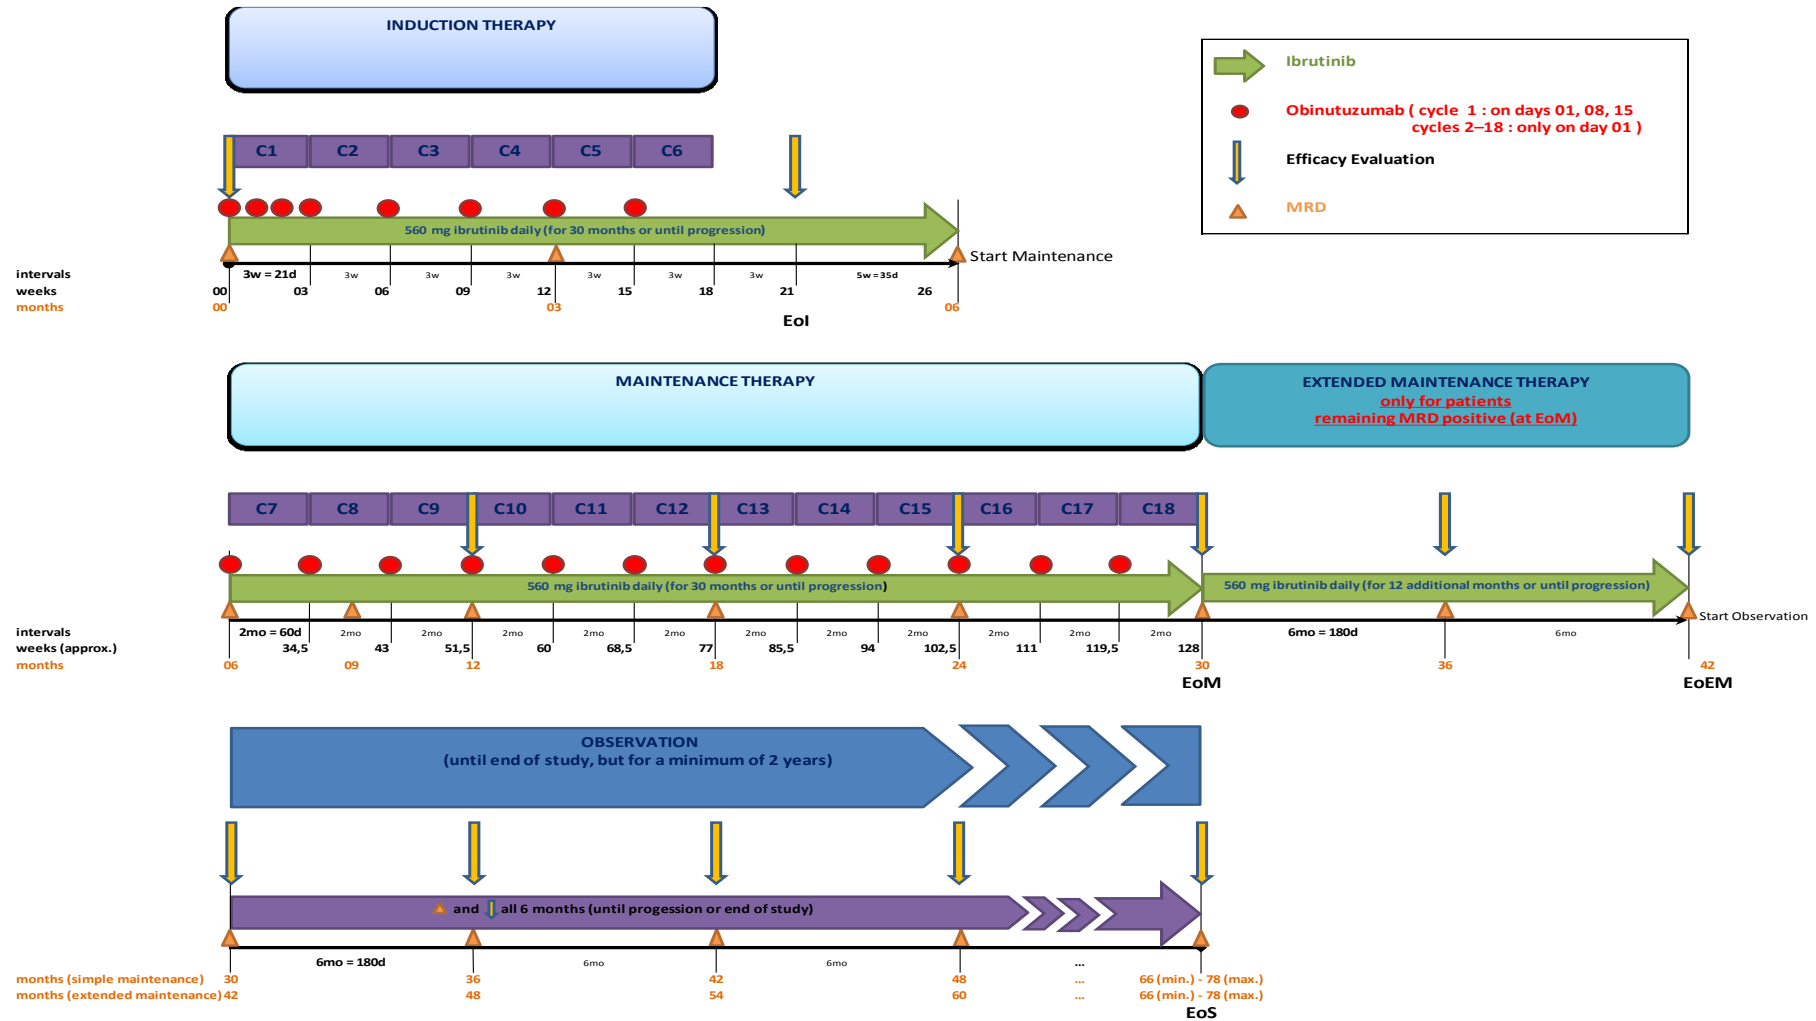 INDUCTION THERAPY
Ibrutinib
Obinutuzumab ( cycle 1 : on days 01, 08, 15
cycles 2–18 : only on day 01 )
Efficacy Evaluation
MRD
C1 C2 C3 C4 C5 C6
560 mg ibrutinib daily (for 30 months or until progression)
Start Maintenance
intervals 3w = 21d 3w 3w 3w 3w 3w 3w 5w = 35d
weeks 00 03 06 09 12 15 18 21 26
months 00 03 06
EoI
MAINTENANCE THERAPY
EXTENDED MAINTENANCE THERAPY
only for patients
remaining MRD positive (at EoM)
C7 C8 C9 C10 C11 C12 C13 C14 C15 C16 C17 C18
560 mg ibrutinib daily (for 30 months or until progression)
560 mg ibrutinib daily (for 12 additional months or until progression)
Start Observation
intervals 2mo = 60d 2mo 2mo 2mo 2mo 2mo 2mo 2mo 2mo 2mo 2mo 2mo 6mo = 180d 6mo
weeks (approx.) 34,5 43 51,5 60 68,5 77 85,5 94 102,5 111 119,5 128
months 06 09 12 18 24 30 36 42
EoM EoEM
OBSERVATION
(until end of study, but for a minimum of 2 years)
and all 6 months (until progession or end of study)
6mo = 180d 6mo 6mo ...
months (simple maintenance) 30 36 42 48 ... 66 (min.) - 78 (max.)
months (extended maintenance) 42 48 54 60 ... 66 (min.) - 78 (max.)
EoS